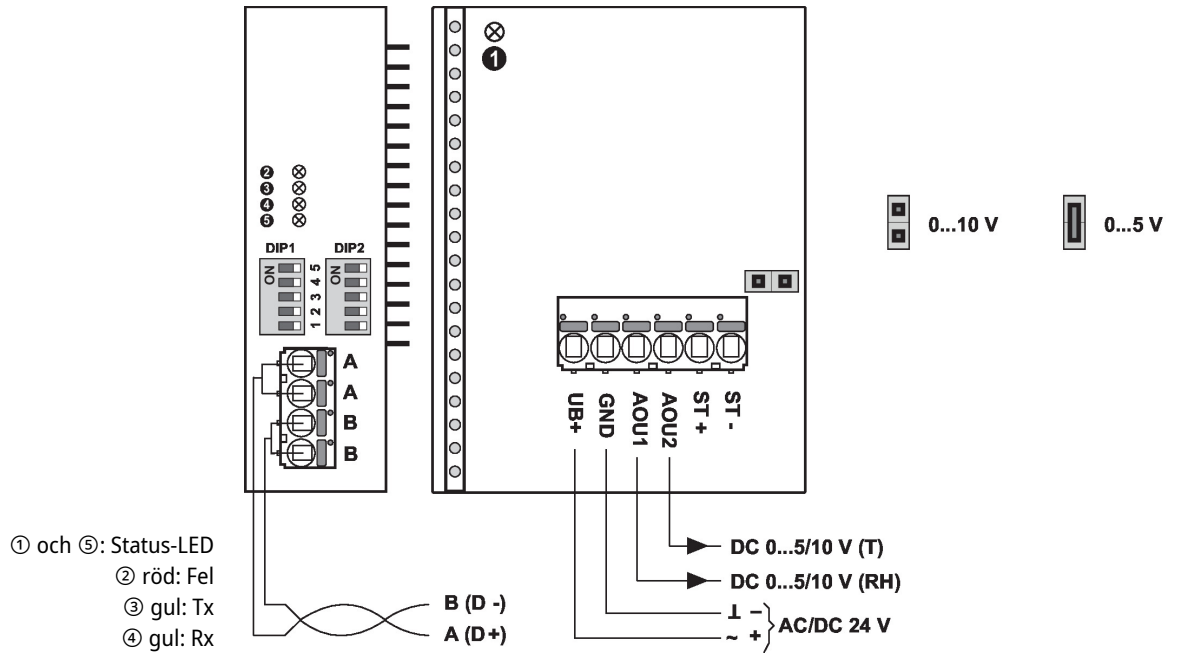 ❶
❷
❸
❹
❺
DIP1 DIP2
ON ON
1 2 3 4 5
A
A
B
B
0...10 V
0...5 V
UB+ GND AOU1 AOU2 ST + ST -
DC 0...5/10 V (T)
DC 0...5/10 V (RH)
⊥ −
~ +
AC/DC 24 V
① och ⑤: Status-LED
② röd: Fel
③ gul: Tx
④ gul: Rx
B (D -)
A (D+)